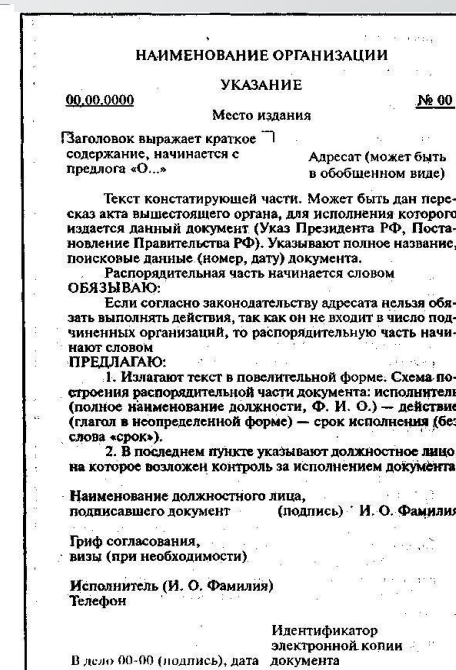 НАИМЕНОВАНИЕ ОРГАНИЗАЦИИ
УКАЗАНИЕ
00.00.0000 № 00
Место издания
Заголовок выражает краткое
содержание, начинается с
предлога «О...»
Адресат (может быть
в обобщенном виде)
Текст констатирующей части. Может быть дан пере-
сказ акта вышестоящего органа, для исполнения которого
издается данный документ (Указ Президента РФ, Поста-
новление Правительства РФ). Указывают полное название,
поисковые данные (номер, дату) документа.
Распорядительная часть начинается словом
ОБЯЗЫВАЮ:
Если согласно законодательству адресата нельзя обя-
зать выполнять действия, так как он не входит в число под-
чиненных организаций, то распорядительную часть начи-
нают словом
ПРЕДЛАГАЮ:
1. Излагают текст в повелительной форме. Схема по-
строения распорядительной части документа: исполнитель
(полное наименование должности, Ф. И. О.) — действие
(глагол в неопределенной форме) — срок исполнения (без
слова «срок»).
2. В последнем пункте указывают должностное лицо
на которое возложен контроль за исполнением документа
Наименование должностного лица,
подписавшего документ (подпись) И. О. Фамилия
Гриф согласования,
визы (при необходимости)
Исполнитель (И. О. Фамилия)
Телефон
Идентификатор
электронной копии
В дело 00-00 (подпись), дата документа